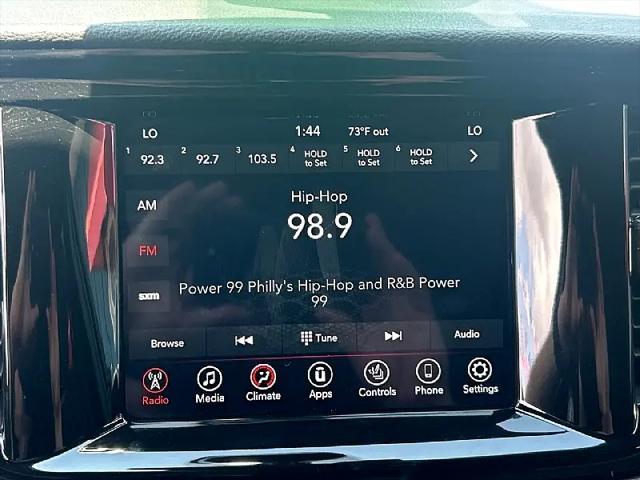 LO 1:44 73°F out LO
1 92.3 2 92.7 3 103.5 4 HOLD to Set 5 HOLD to Set 6 HOLD to Set
AM
Hip-Hop
98.9
FM
Power 99 Philly's Hip-Hop and R&B Power
99
sxm
Browse Tune Audio
Radio Media Climate Apps Controls Phone Settings